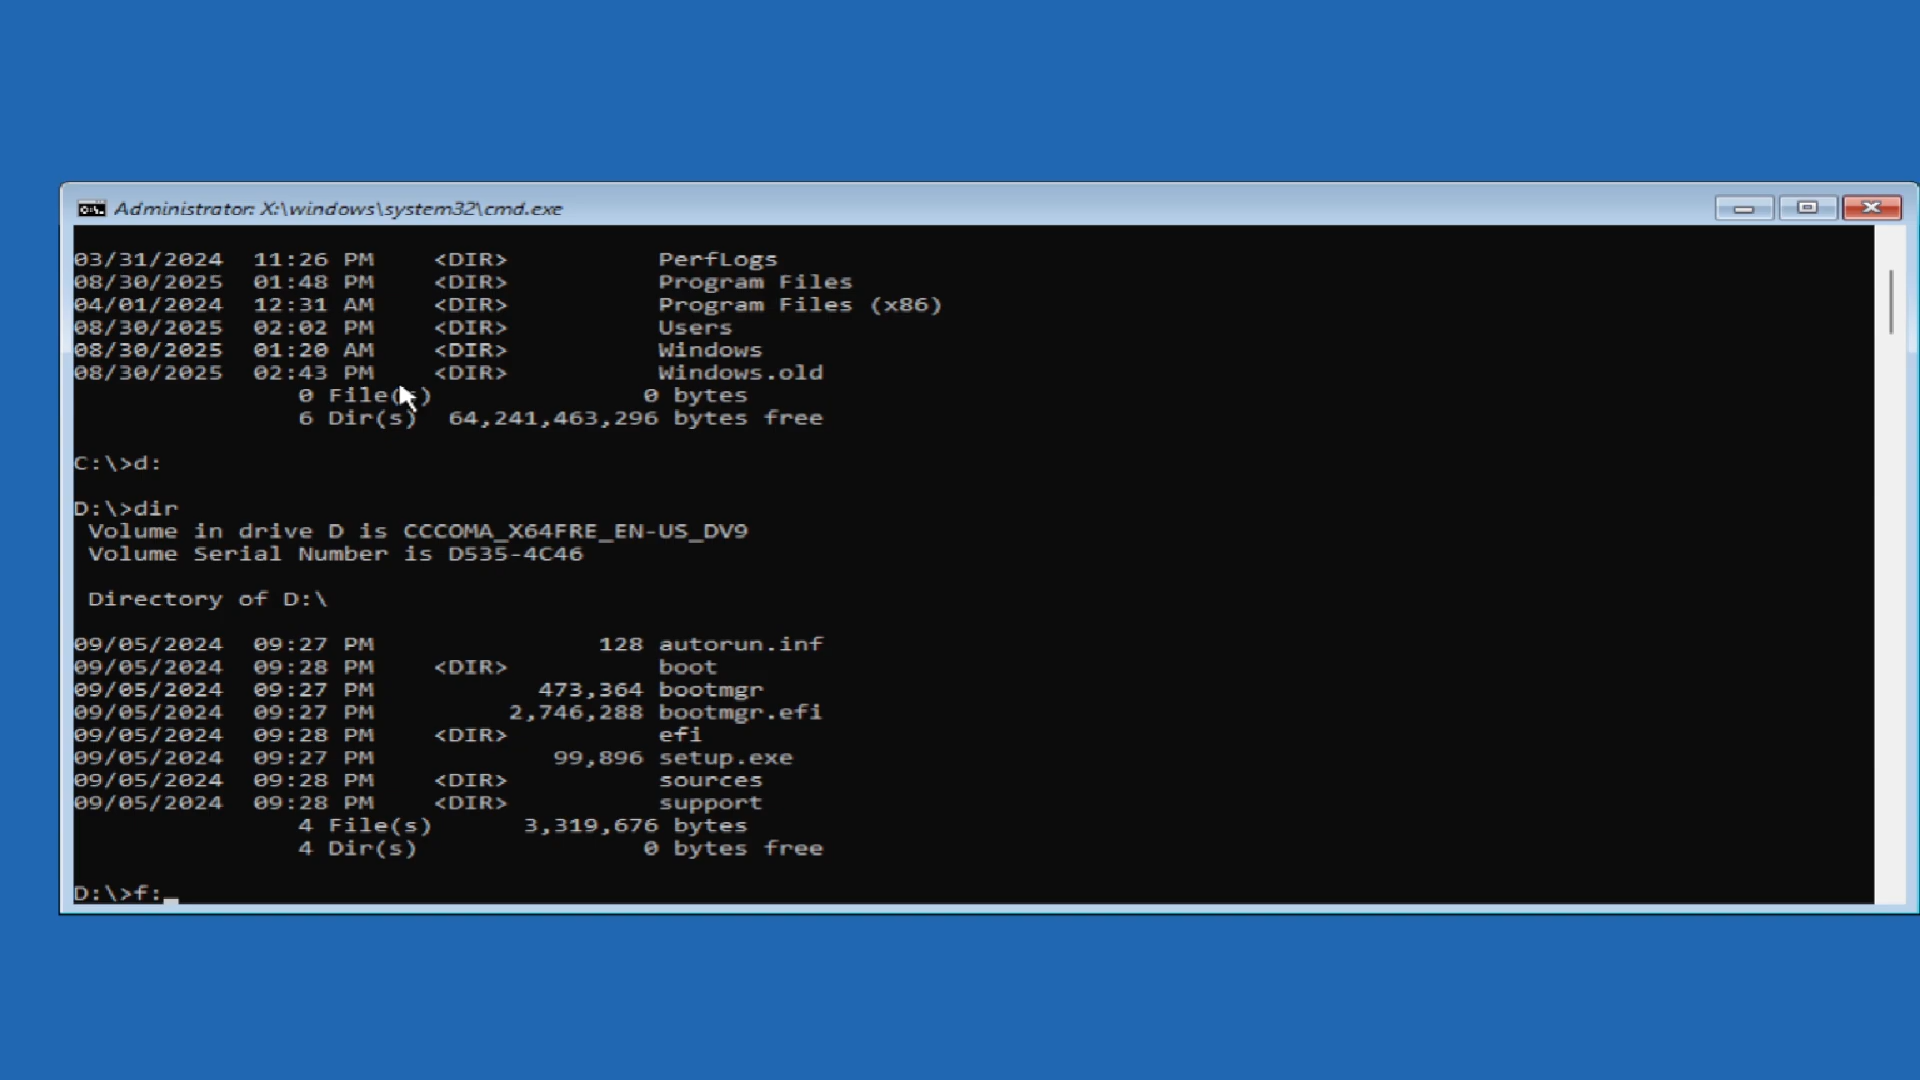 Administrator: X:\windows\system32\cmd.exe
03/31/2024  11:26 PM    <DIR>          PerfLogs
08/30/2025  01:48 PM    <DIR>          Program Files
04/01/2024  12:31 AM    <DIR>          Program Files (x86)
08/30/2025  02:02 PM    <DIR>          Users
08/30/2025  01:20 AM    <DIR>          Windows
08/30/2025  02:43 PM    <DIR>          Windows.old
               0 File(s)              0 bytes
               6 Dir(s)  64,241,463,296 bytes free
C:\>d:
D:\>dir
 Volume in drive D is CCCOMA_X64FRE_EN-US_DV9
 Volume Serial Number is D535-4C46
 Directory of D:\
09/05/2024  09:27 PM               128 autorun.inf
09/05/2024  09:28 PM    <DIR>          boot
09/05/2024  09:27 PM           473,364 bootmgr
09/05/2024  09:27 PM         2,746,288 bootmgr.efi
09/05/2024  09:28 PM    <DIR>          efi
09/05/2024  09:27 PM            99,896 setup.exe
09/05/2024  09:28 PM    <DIR>          sources
09/05/2024  09:28 PM    <DIR>          support
               4 File(s)      3,319,676 bytes
               4 Dir(s)               0 bytes free
D:\>f: